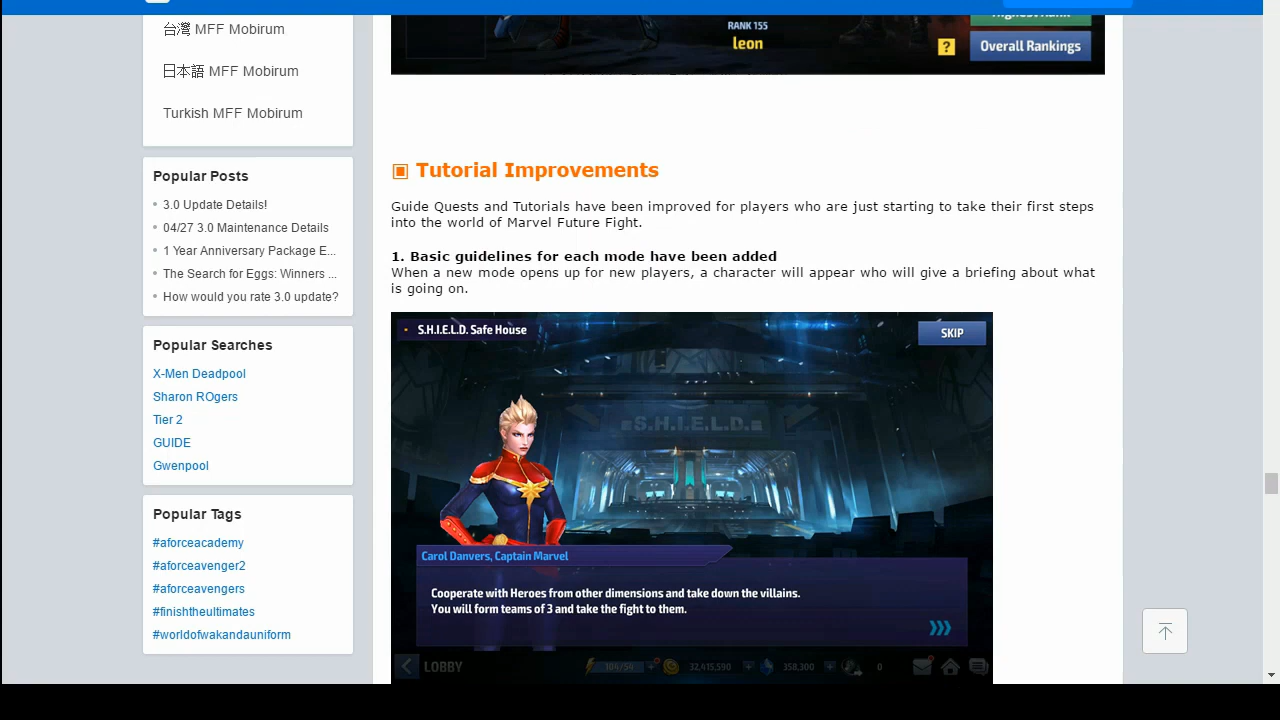 台灣 MFF Mobirum
日本語 MFF Mobirum
Turkish MFF Mobirum
Popular Posts
3.0 Update Details!
04/27 3.0 Maintenance Details
1 Year Anniversary Package E...
The Search for Eggs: Winners ...
How would you rate 3.0 update?
Popular Searches
X-Men Deadpool
Sharon ROgers
Tier 2
GUIDE
Gwenpool
Popular Tags
#aforceacademy
#aforceavenger2
#aforceavengers
#finishtheultimates
#worldofwakandauniform
RANK 155
leon
?
Highest Rank
Overall Rankings
▣ Tutorial Improvements
Guide Quests and Tutorials have been improved for players who are just starting to take their first steps
into the world of Marvel Future Fight.
1. Basic guidelines for each mode have been added
When a new mode opens up for new players, a character will appear who will give a briefing about what
is going on.
S.H.I.E.L.D. Safe House
SKIP
S.H.I.E.L.D.
Carol Danvers, Captain Marvel
Cooperate with Heroes from other dimensions and take down the villains.
You will form teams of 3 and take the fight to them.
LOBBY
104/54
32,415,590
358,300
0